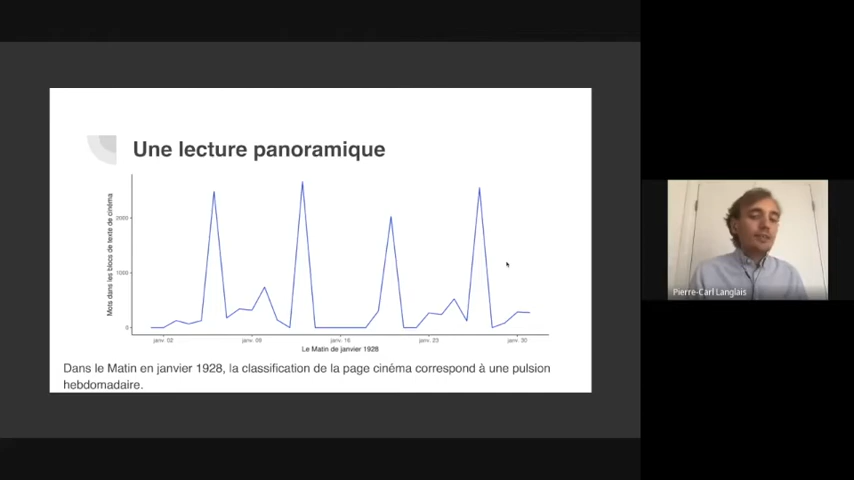 Une lecture panoramique
Mots dans les blocs de texte de cinéma
2000
1000
0
janv. 02
janv. 09
janv. 16
janv. 23
janv. 30
Le Matin de janvier 1928
Dans le Matin en janvier 1928, la classification de la page cinéma correspond à une pulsion
hebdomadaire.
Pierre-Carl Langlais